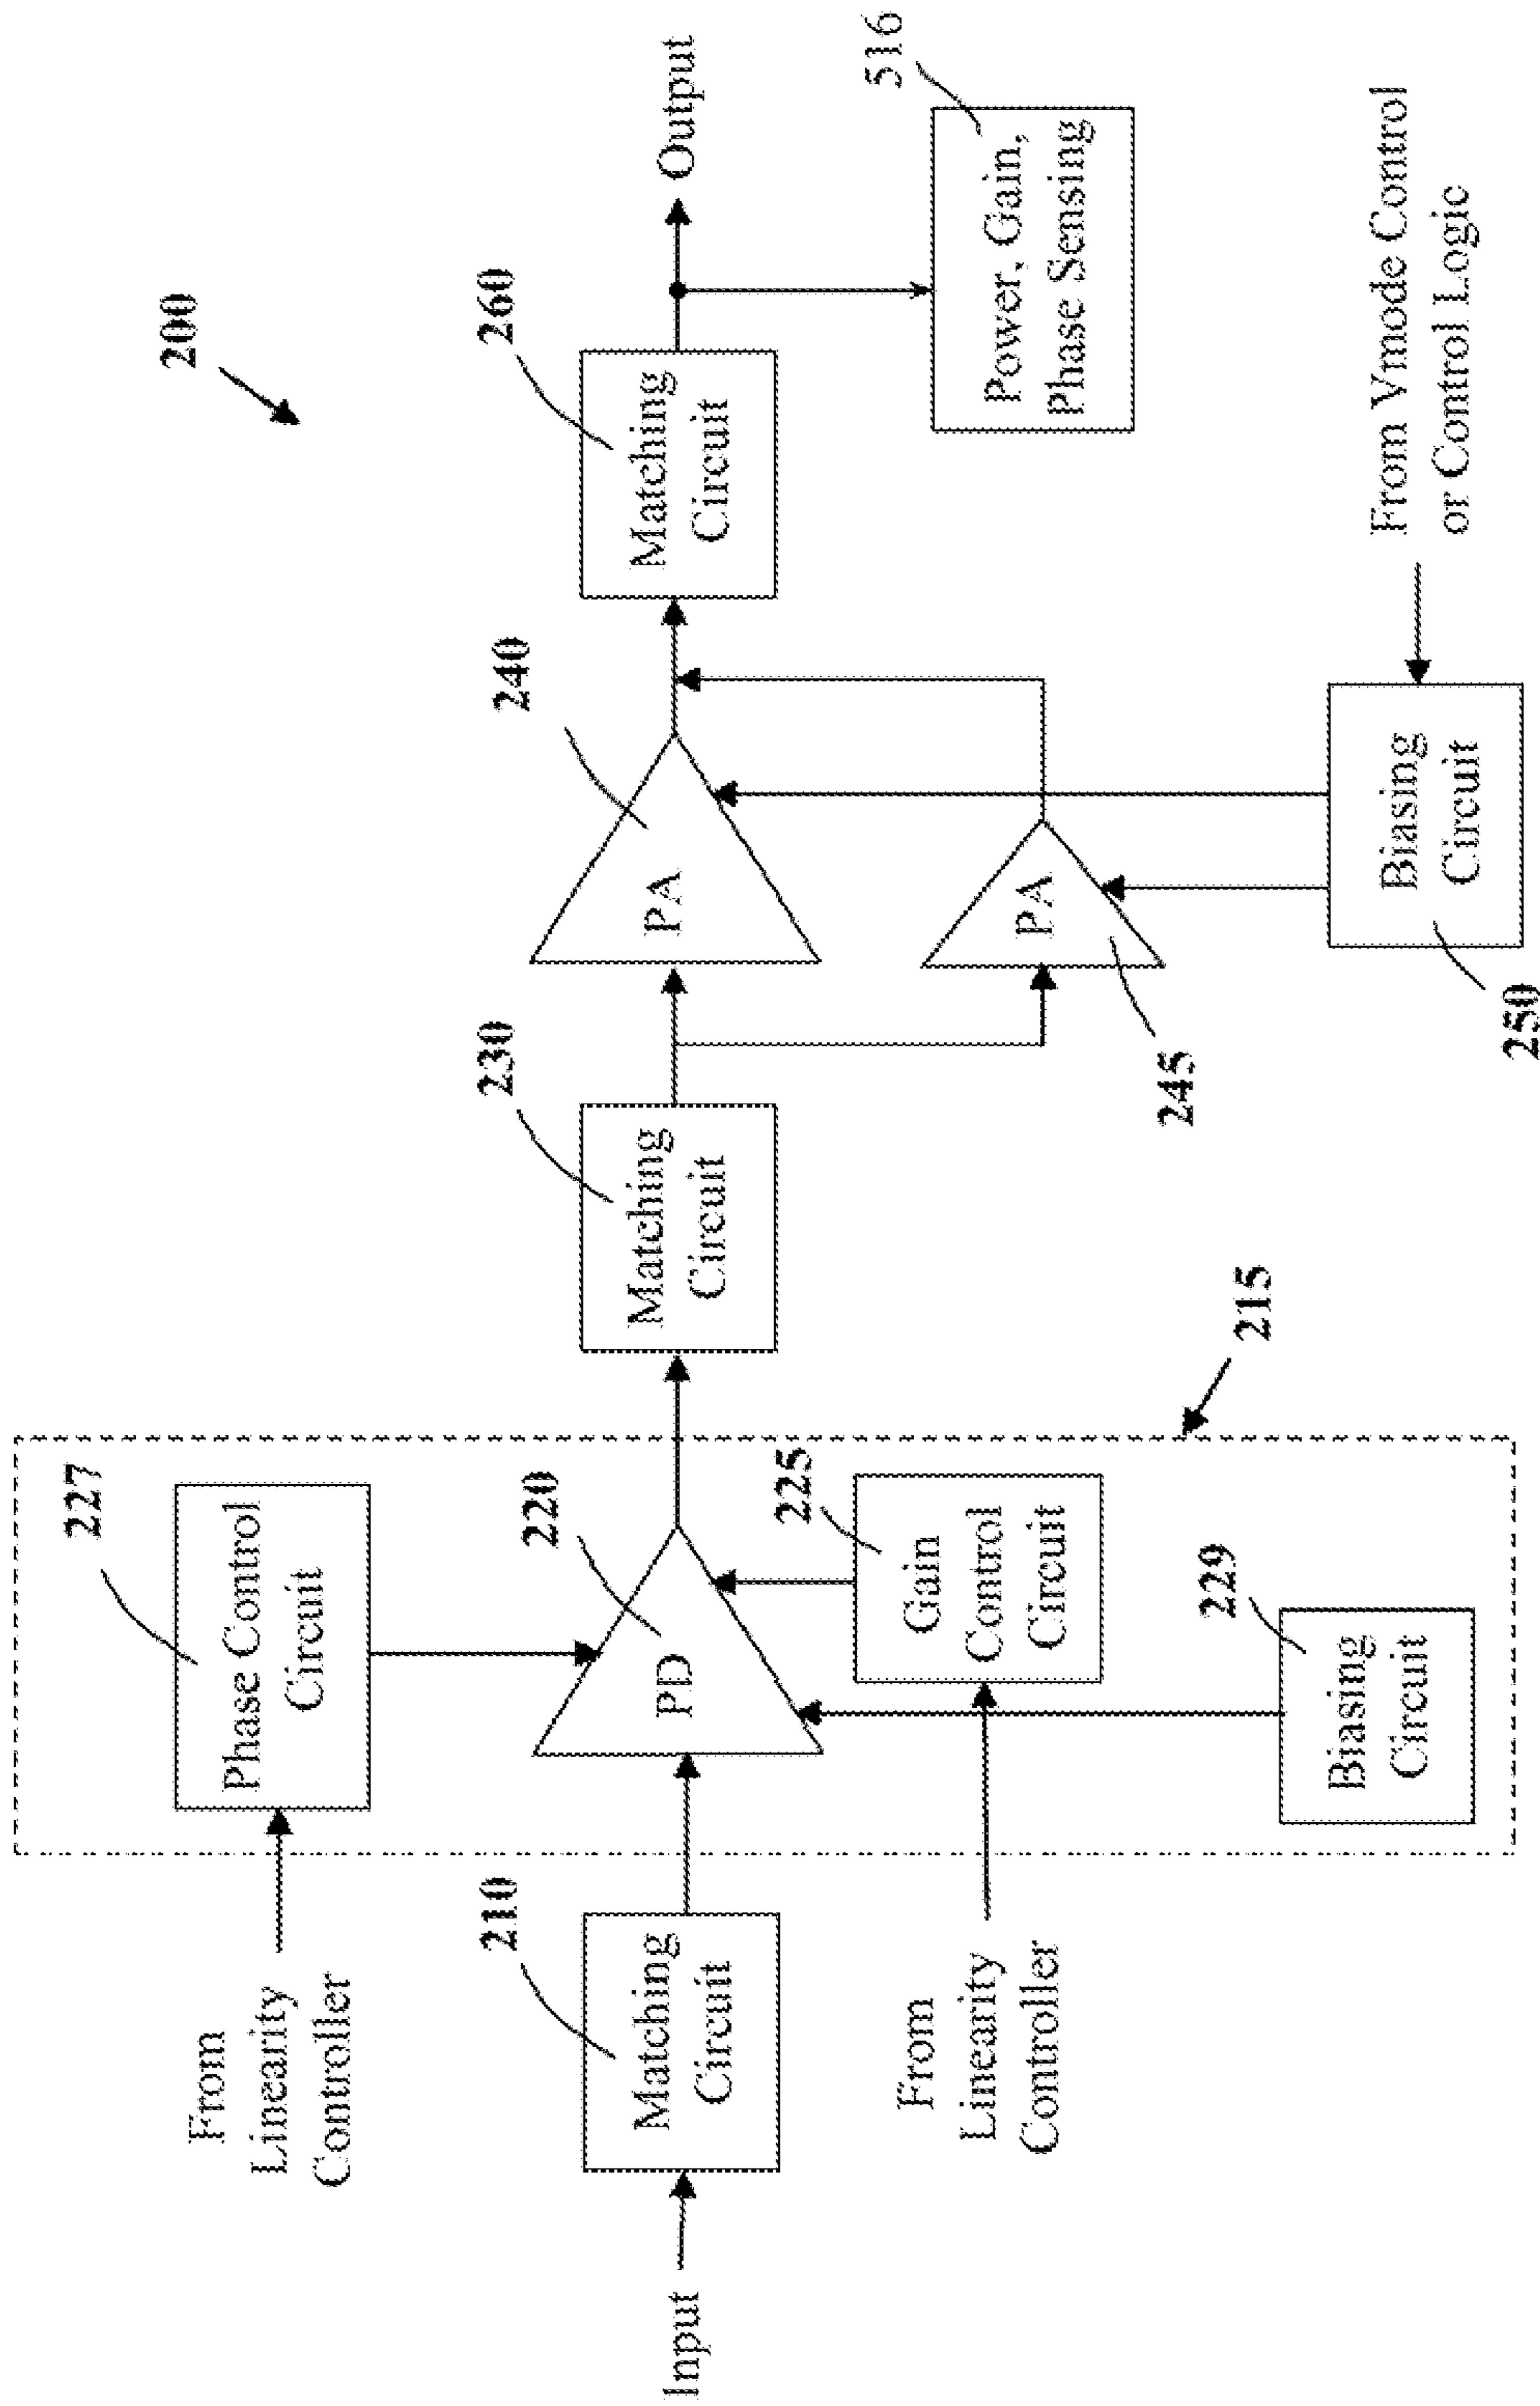 200
227
Phase Control
Circuit
From
Linearity
Controller
Input
210
Matching
Circuit
220
PD
225
Gain
Control
Circuit
From
Linearity
Controller
229
Biasing
Circuit
215
230
Matching
Circuit
240
PA
PA
245
250
Biasing
Circuit
From Vmode Control
or Control Logic
260
Matching
Circuit
Output
516
Power, Gain,
Phase Sensing